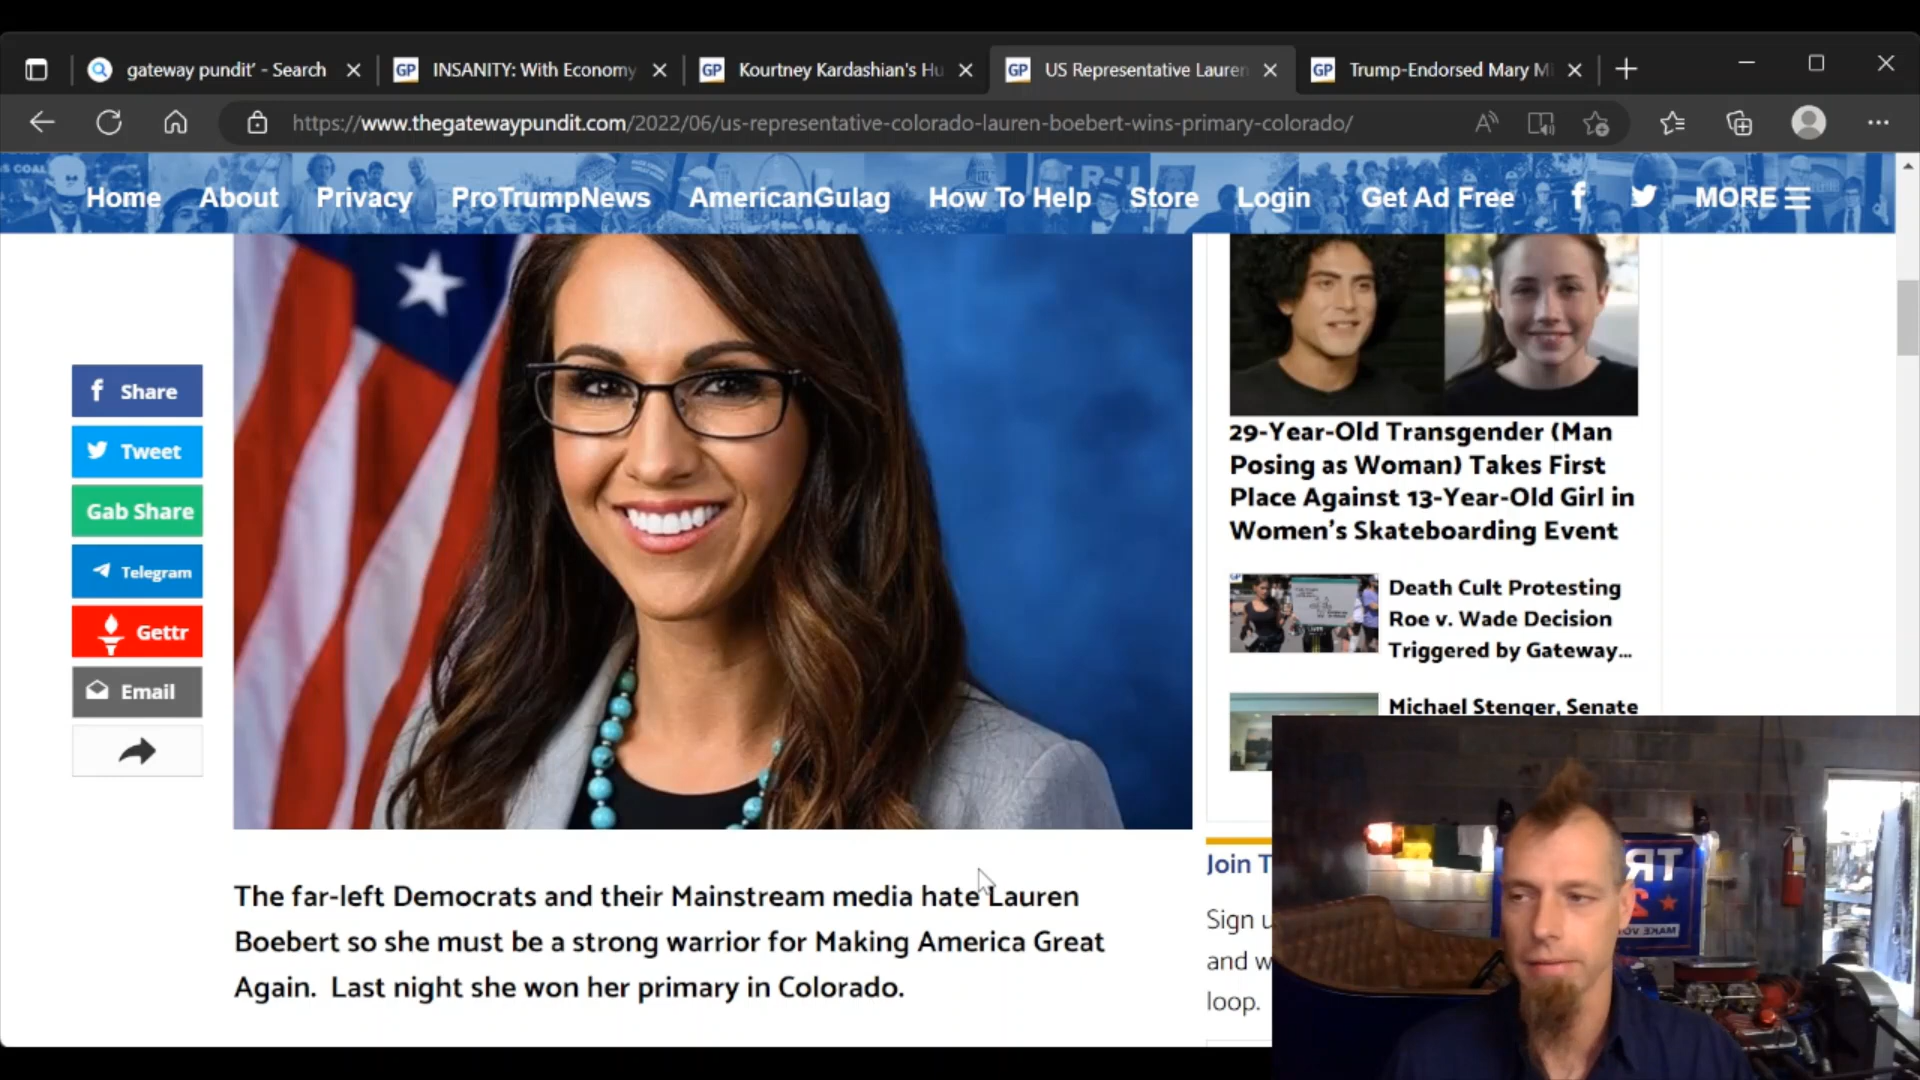 gateway pundit' - Search
INSANITY: With Economy
Kourtney Kardashian's Hu
US Representative Lauren
Trump-Endorsed Mary Mi
https://www.thegatewaypundit.com/2022/06/us-representative-colorado-lauren-boebert-wins-primary-colorado/
Home About Privacy ProTrumpNews AmericanGulag How To Help Store Login Get Ad Free MORE
Share
Tweet
Gab Share
Telegram
Gettr
Email
The far-left Democrats and their Mainstream media hate Lauren
Boebert so she must be a strong warrior for Making America Great
Again. Last night she won her primary in Colorado.
29-Year-Old Transgender (Man
Posing as Woman) Takes First
Place Against 13-Year-Old Girl in
Women's Skateboarding Event
Death Cult Protesting
Roe v. Wade Decision
Triggered by Gateway...
Michael Stenger, Senate
Join T
Sign u
and w
loop.
TR
2